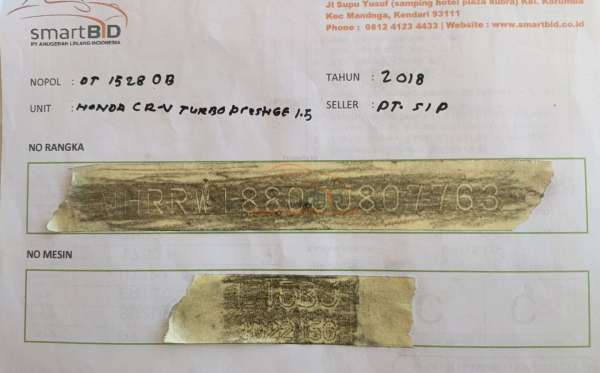 Jl Supu Yusuf (samping hotel plaza kubra) Kel. Korumba
Kec Mandnga, Kendari 93111
Phone : 0812 4123 4433 | Website : www.smartbid.co.id
smartBID
PT ANUGERAH LELANG INDONESIA
NOPOL : DT 1528 OB
TAHUN : 2018
UNIT : HONDA CR-V TURBO PRESTIGE 1.5
SELLER : PT. SIP
NO RANGKA
MHRRW1880JJ807763
NO MESIN